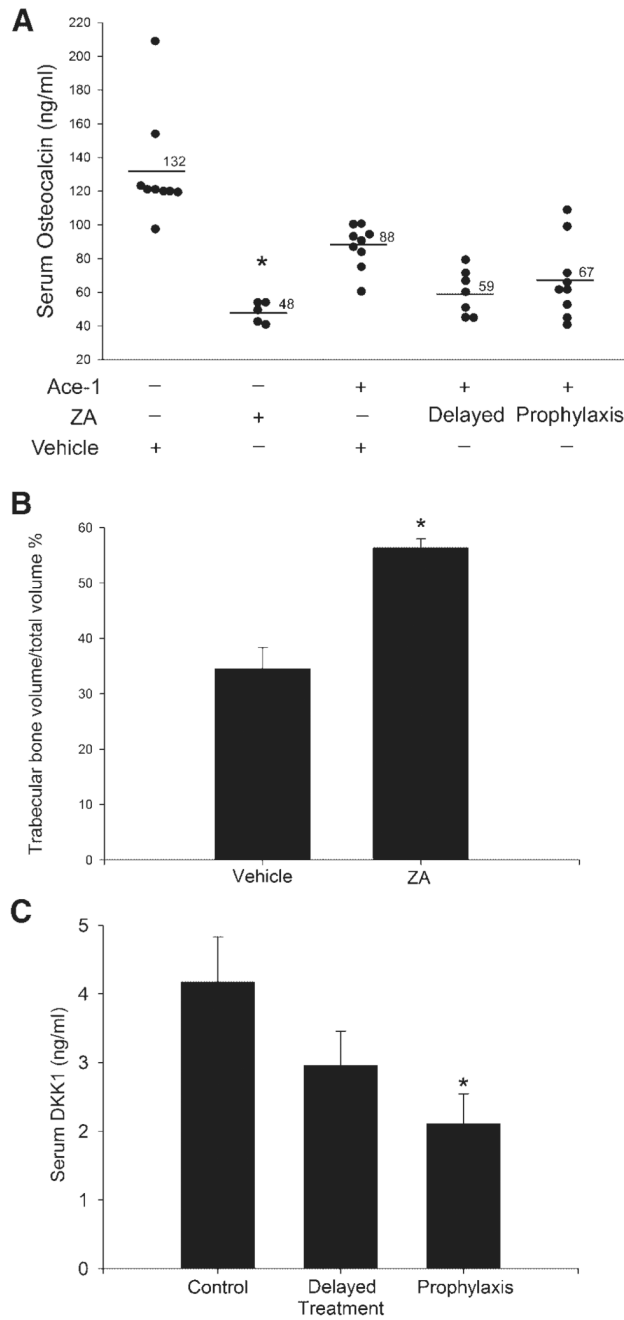 A
Serum Osteocalcin (ng/ml)
220
200
180
160
140
120
100
80
60
40
20
132
*
48
88
59
67
Ace-1 – – + + +
ZA – + – Delayed Prophylaxis
Vehicle + – + – –
B
Trabecular bone volume/total volume %
60
50
40
30
20
10
0
*
Vehicle ZA
C
Serum DKK1 (ng/ml)
5
4
3
2
1
0
*
Control Delayed Prophylaxis
Treatment